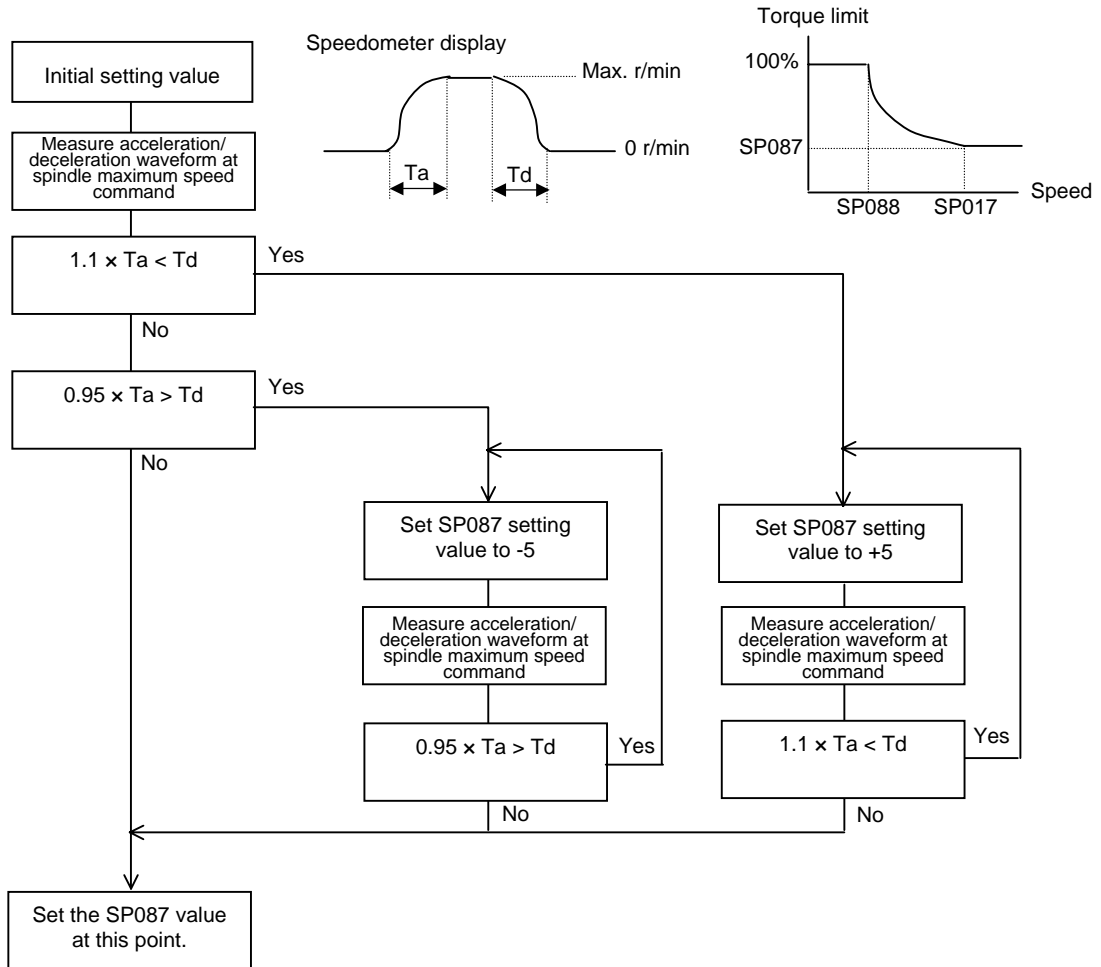 Torque limit
Speedometer display
Initial setting value
Max. r/min
100%
0 r/min
SP087
Ta
Td
Speed
SP088
SP017
Measure acceleration/
deceleration waveform at
spindle maximum speed
command
1.1 × Ta < Td
Yes
No
0.95 × Ta > Td
Yes
No
Set SP087 setting
value to -5
Measure acceleration/
deceleration waveform at
spindle maximum speed
command
0.95 × Ta > Td
Yes
No
Set SP087 setting
value to +5
Measure acceleration/
deceleration waveform at
spindle maximum speed
command
1.1 × Ta < Td
Yes
No
Set the SP087 value
at this point.